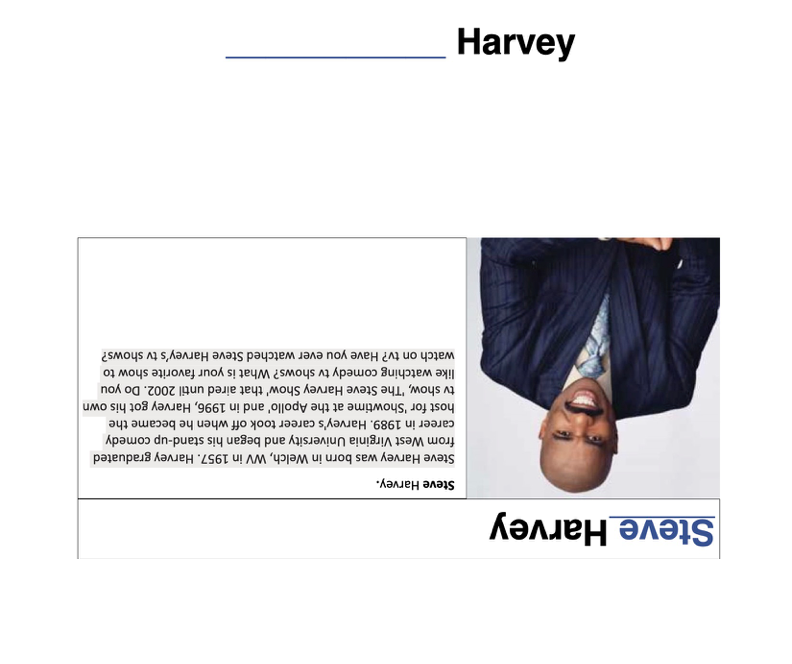 ____________ Harvey
Steve Harvey
Steve Harvey.
Steve Harvey was born in Welch, WV in 1957. Harvey graduated
from West Virginia University and began his stand-up comedy
career in 1989. Harvey's career took off when he became the
host for 'Showtime at the Apollo' and in 1996, Harvey got his own
tv show, 'The Steve Harvey Show' that aired until 2002. Do you
like watching comedy tv shows? What is your favorite show to
watch on tv? Have you ever watched Steve Harvey's tv shows?